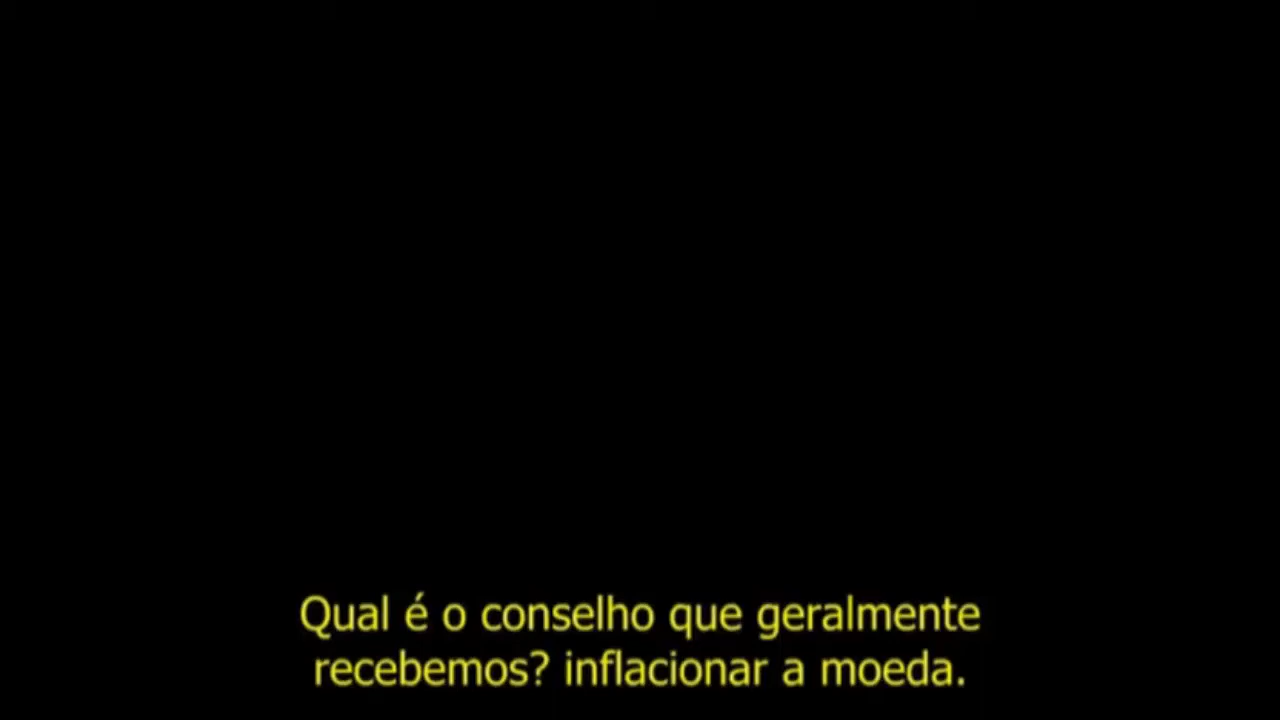 Qual é o conselho que geralmente
recebemos? inflacionar a moeda.